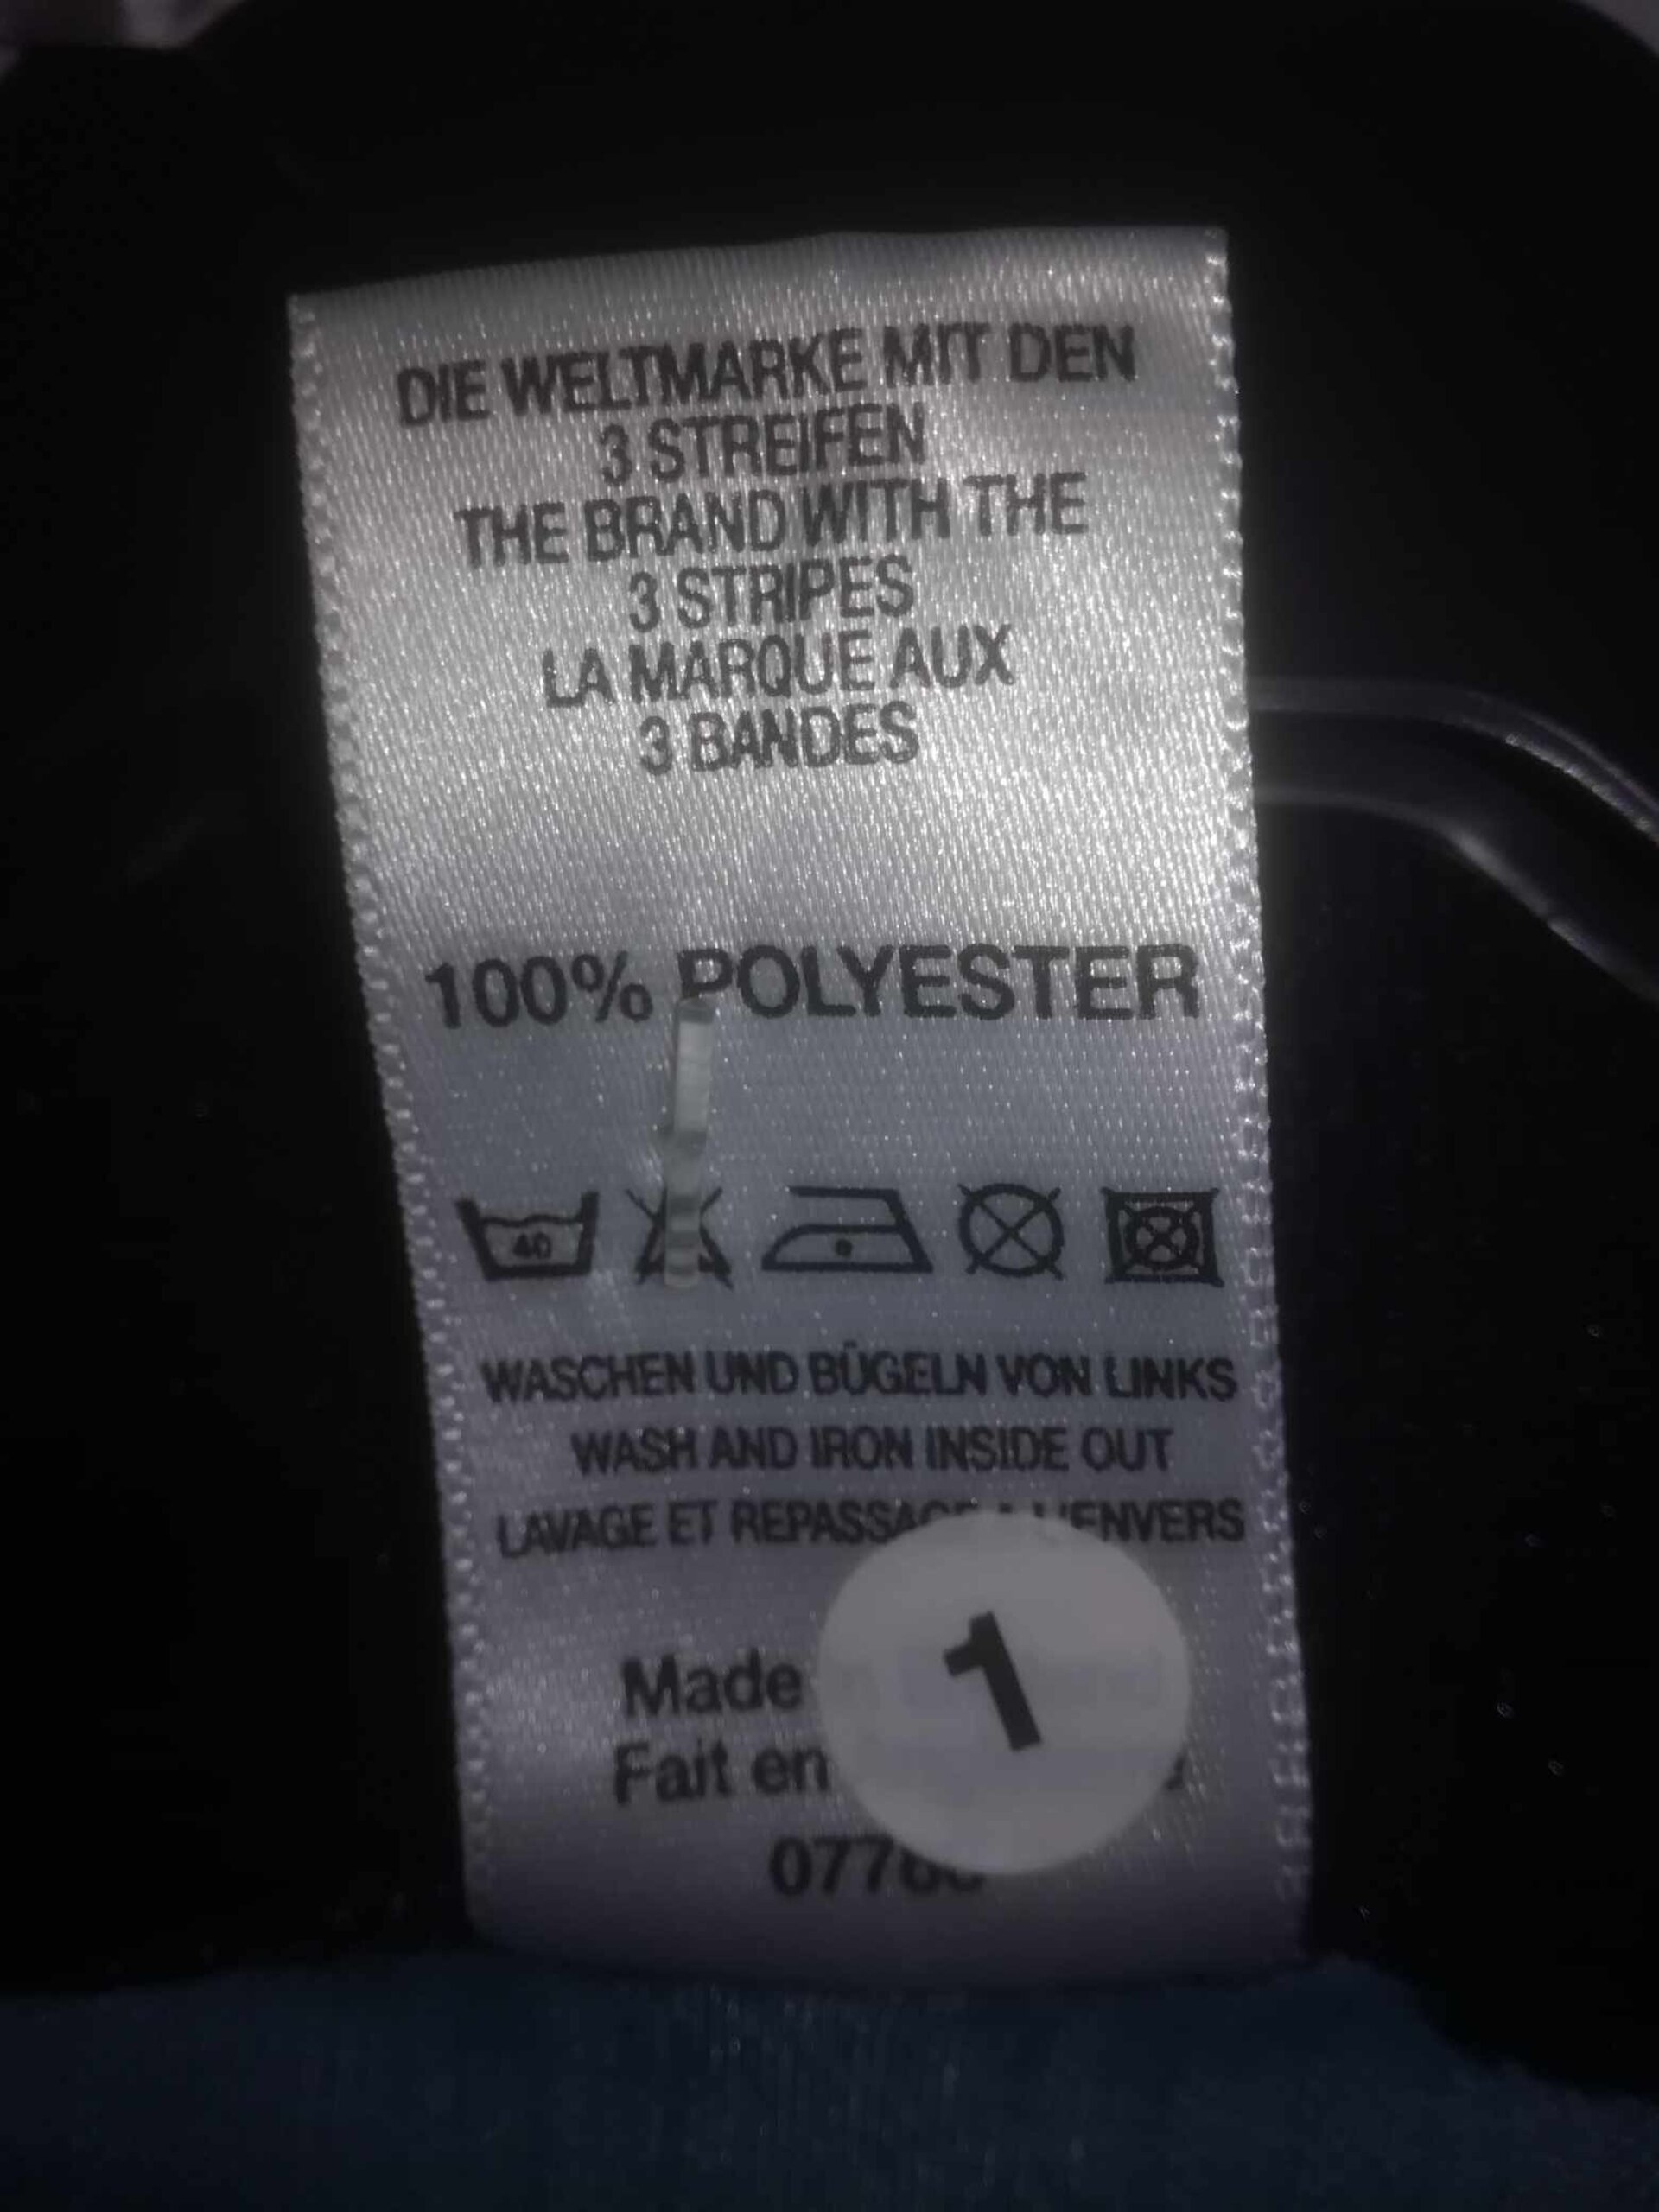 DIE WELTMARKE MIT DEN
3 STREIFEN
THE BRAND WITH THE
3 STRIPES
LA MARQUE AUX
3 BANDES
100% POLYESTER
40
WASCHEN UND BÜGELN VON LINKS
WASH AND IRON INSIDE OUT
LAVAGE ET REPASSAGE L'ENVERS
1
Made
Fait en